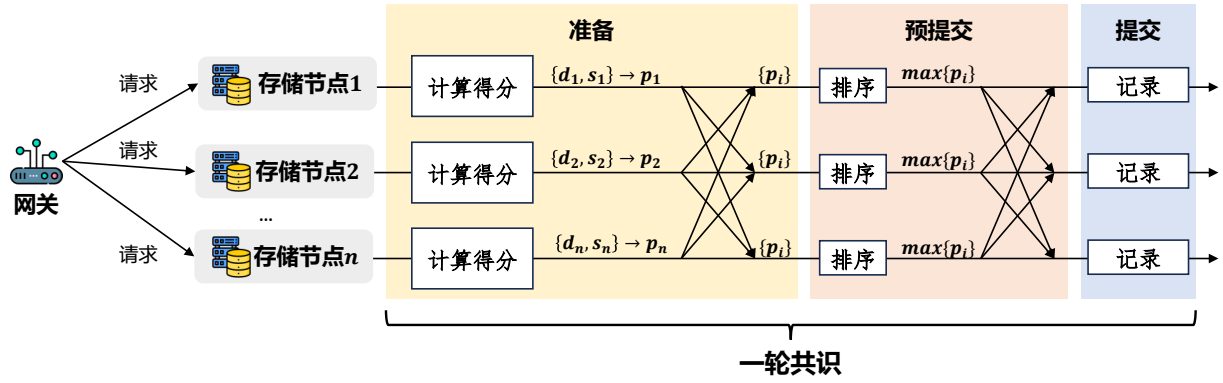 准备
预提交
提交
请求
存储节点1
计算得分
{d₁, s₁} → p₁
{pᵢ}
排序
max{pᵢ}
记录
请求
存储节点2
计算得分
{d₂, s₂} → p₂
{pᵢ}
排序
max{pᵢ}
记录
网关
...
请求
存储节点n
计算得分
{dₙ, sₙ} → pₙ
{pᵢ}
排序
max{pᵢ}
记录
一轮共识